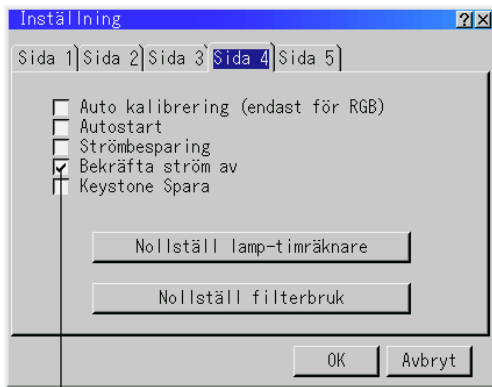 Inställning
Sida 1 Sida 2 Sida 3 Sida 4 Sida 5
Auto kalibrering (endast för RGB)
Autostart
Strömbesparing
Bekräfta ström av
Keystone Spara
Nollställ lamp-timräknare
Nollställ filterbruk
OK Avbryt